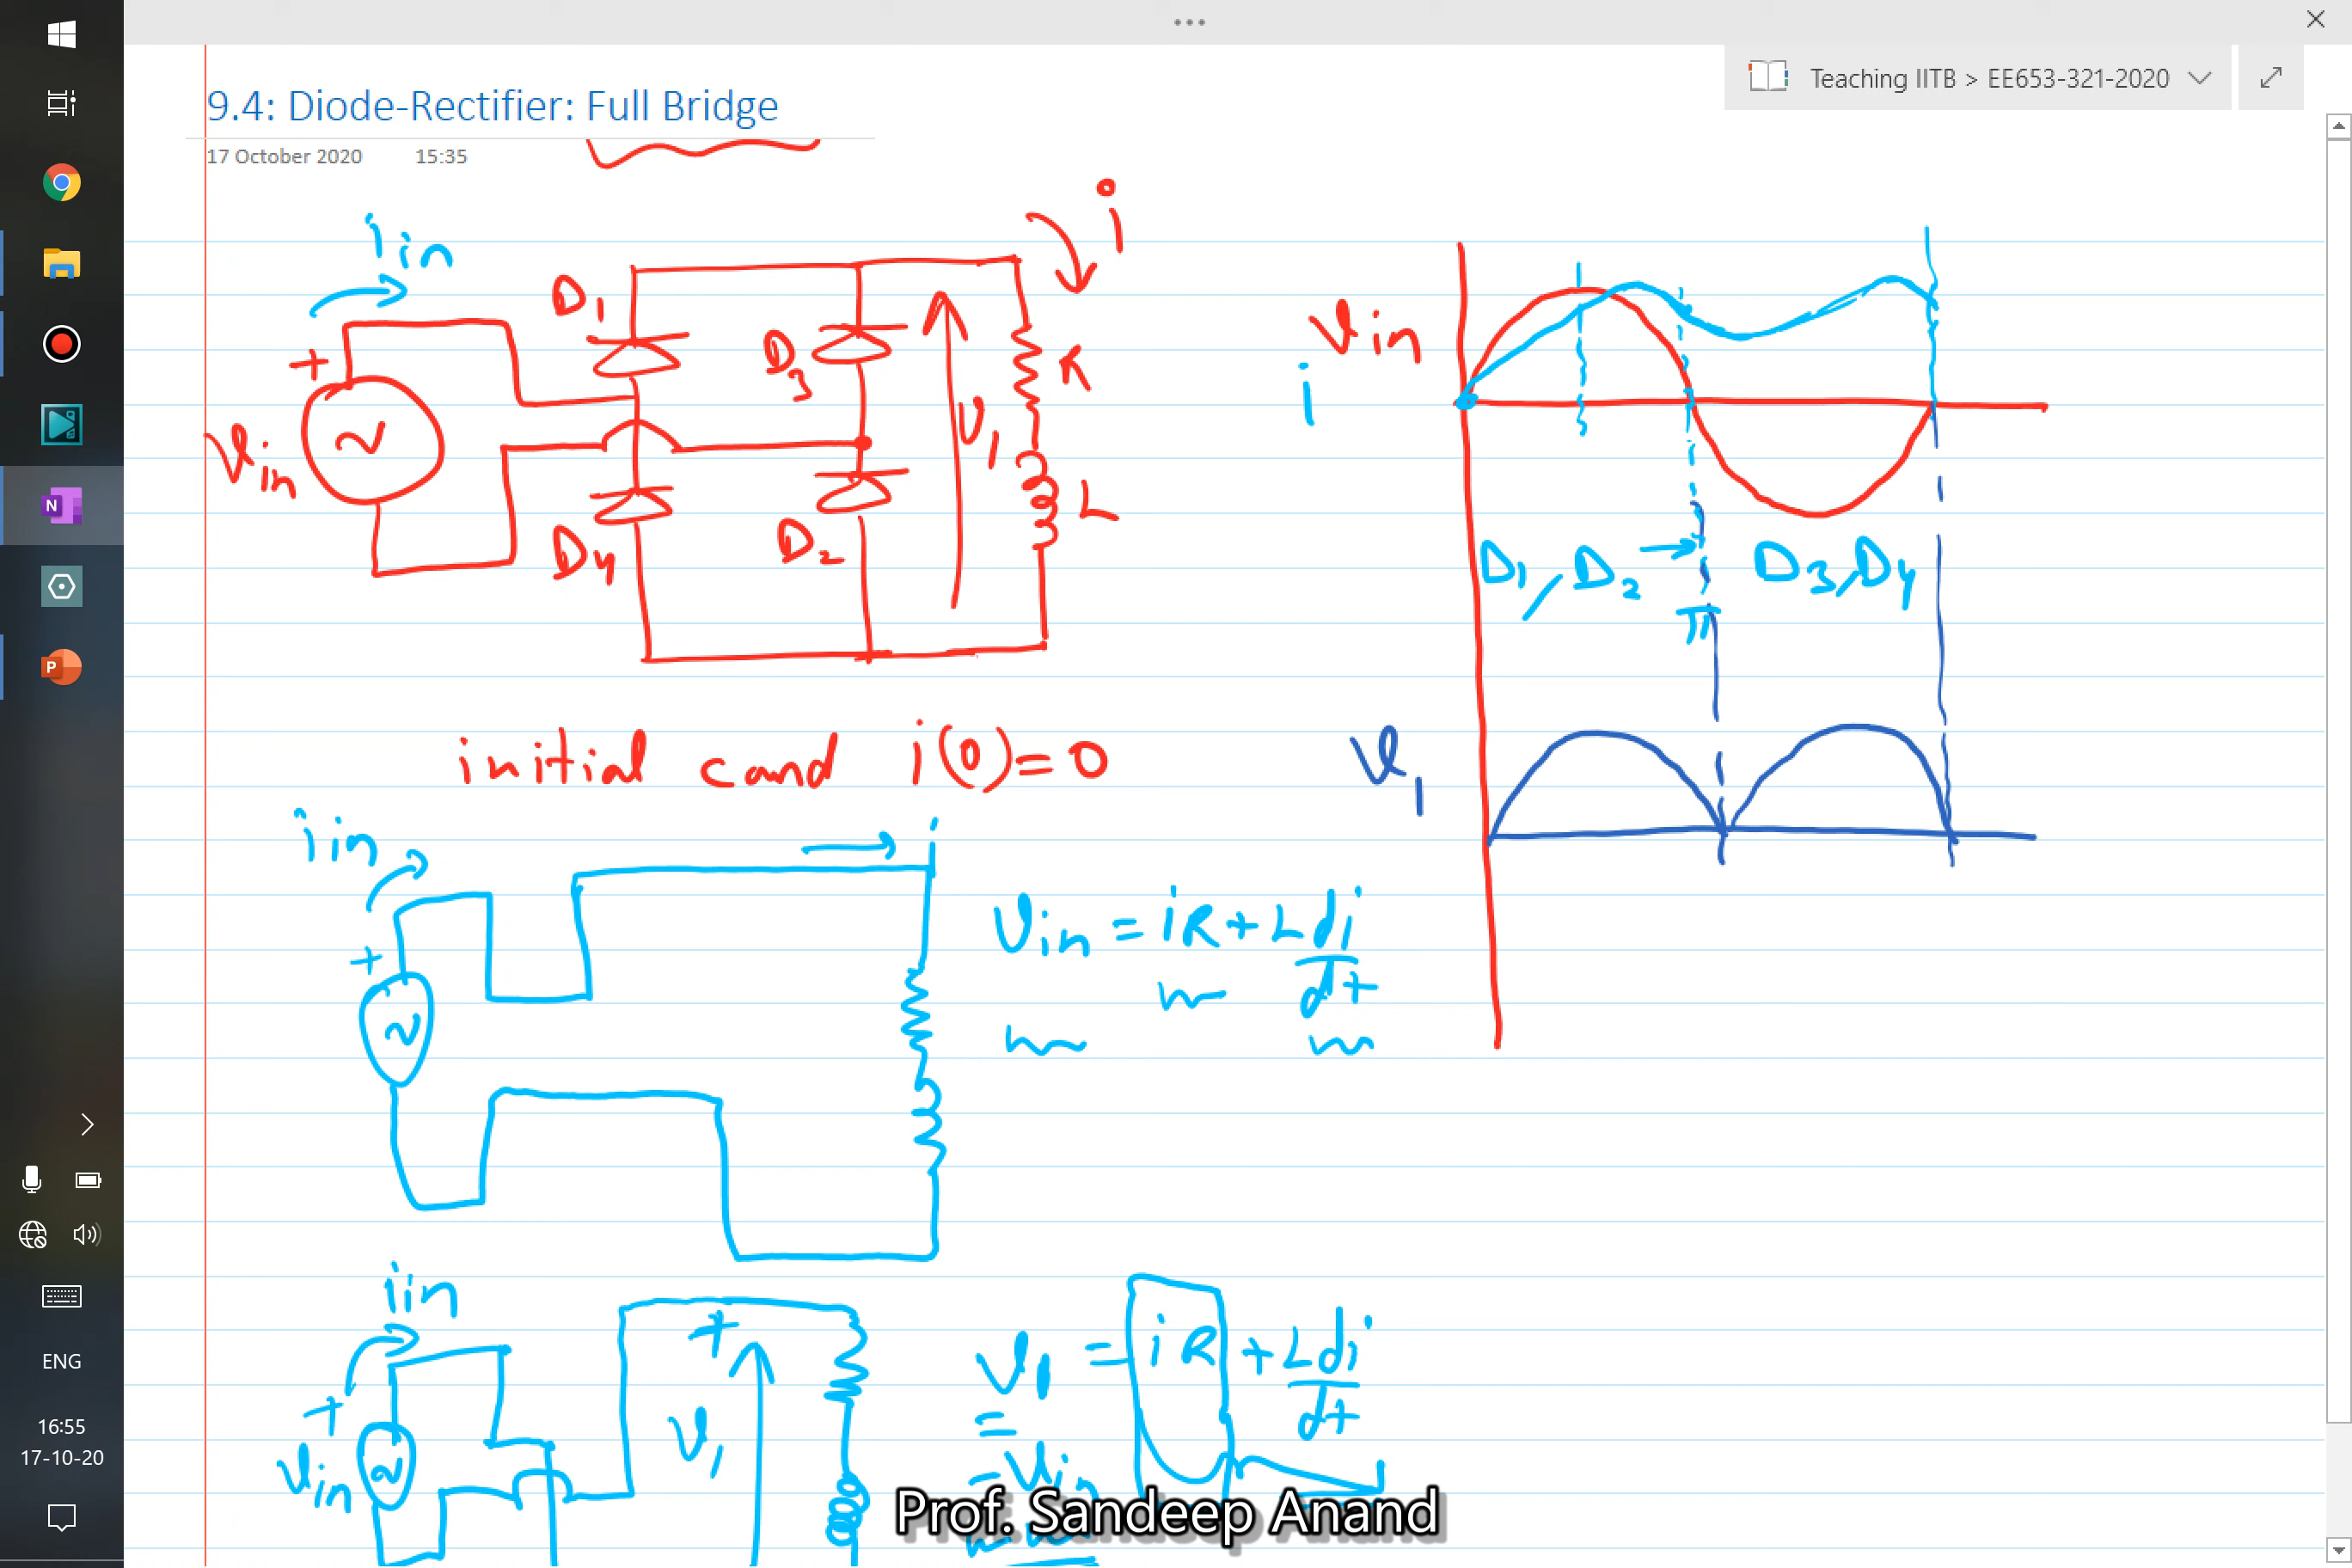 Teaching IITB > EE653-321-2020
9.4: Diode-Rectifier: Full Bridge
17 October 2020 15:35
i
iin
D1
D3
R
+
Vin
V1
L
D4
D2
Vin
i
D1, D2 → D3, D4
π
initial cond i(0)=0
V1
iin
i
+
Vin = iR + L di/dt
iin
+
Vin
+
V1
V1 = iR + L di/dt
= -Vin
ENG
16:55
17-10-20
Prof. Sandeep Anand